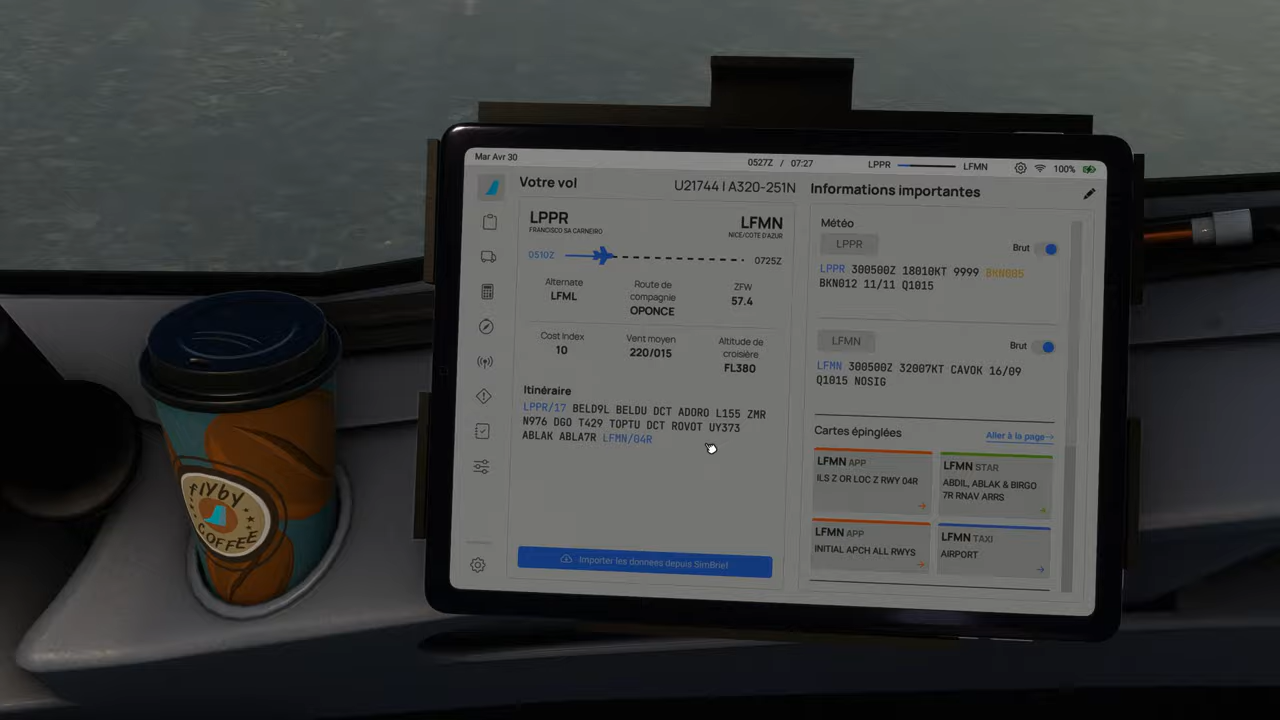 Mar Avr 30
0527Z / 07:27
LPPR LFMN
100%
Votre vol
U21744 | A320-251N
LPPR LFMN
FRANCISCO SA CARNEIRO NICE/COTE D'AZUR
0510Z 0725Z
Alternate
LFML
Route de
compagnie
OPONCE
ZFW
57.4
Cost Index
10
Vent moyen
220/015
Altitude de
croisière
FL380
Itinéraire
LPPR/17 BELD9L BELDU DCT ADORO L155 ZMR
N976 DGO T429 TOPTU DCT ROVOT UY373
ABLAK ABLA7R LFMN/04R
Importer les donnees depuis SimBrief
Informations importantes
Météo
LPPR
Brut
LPPR 300500Z 18010KT 9999 BKN005
BKN012 11/11 Q1015
LFMN
Brut
LFMN 300500Z 32007KT CAVOK 16/09
Q1015 NOSIG
Cartes épinglées
Aller à la page
LFMN APP
ILS Z OR LOC Z RWY 04R
LFMN STAR
ABDIL, ABLAK & BIRGO
7R RNAV ARRS
LFMN APP
INITIAL APCH ALL RWYS
LFMN TAXI
AIRPORT
flyby
COFFEE